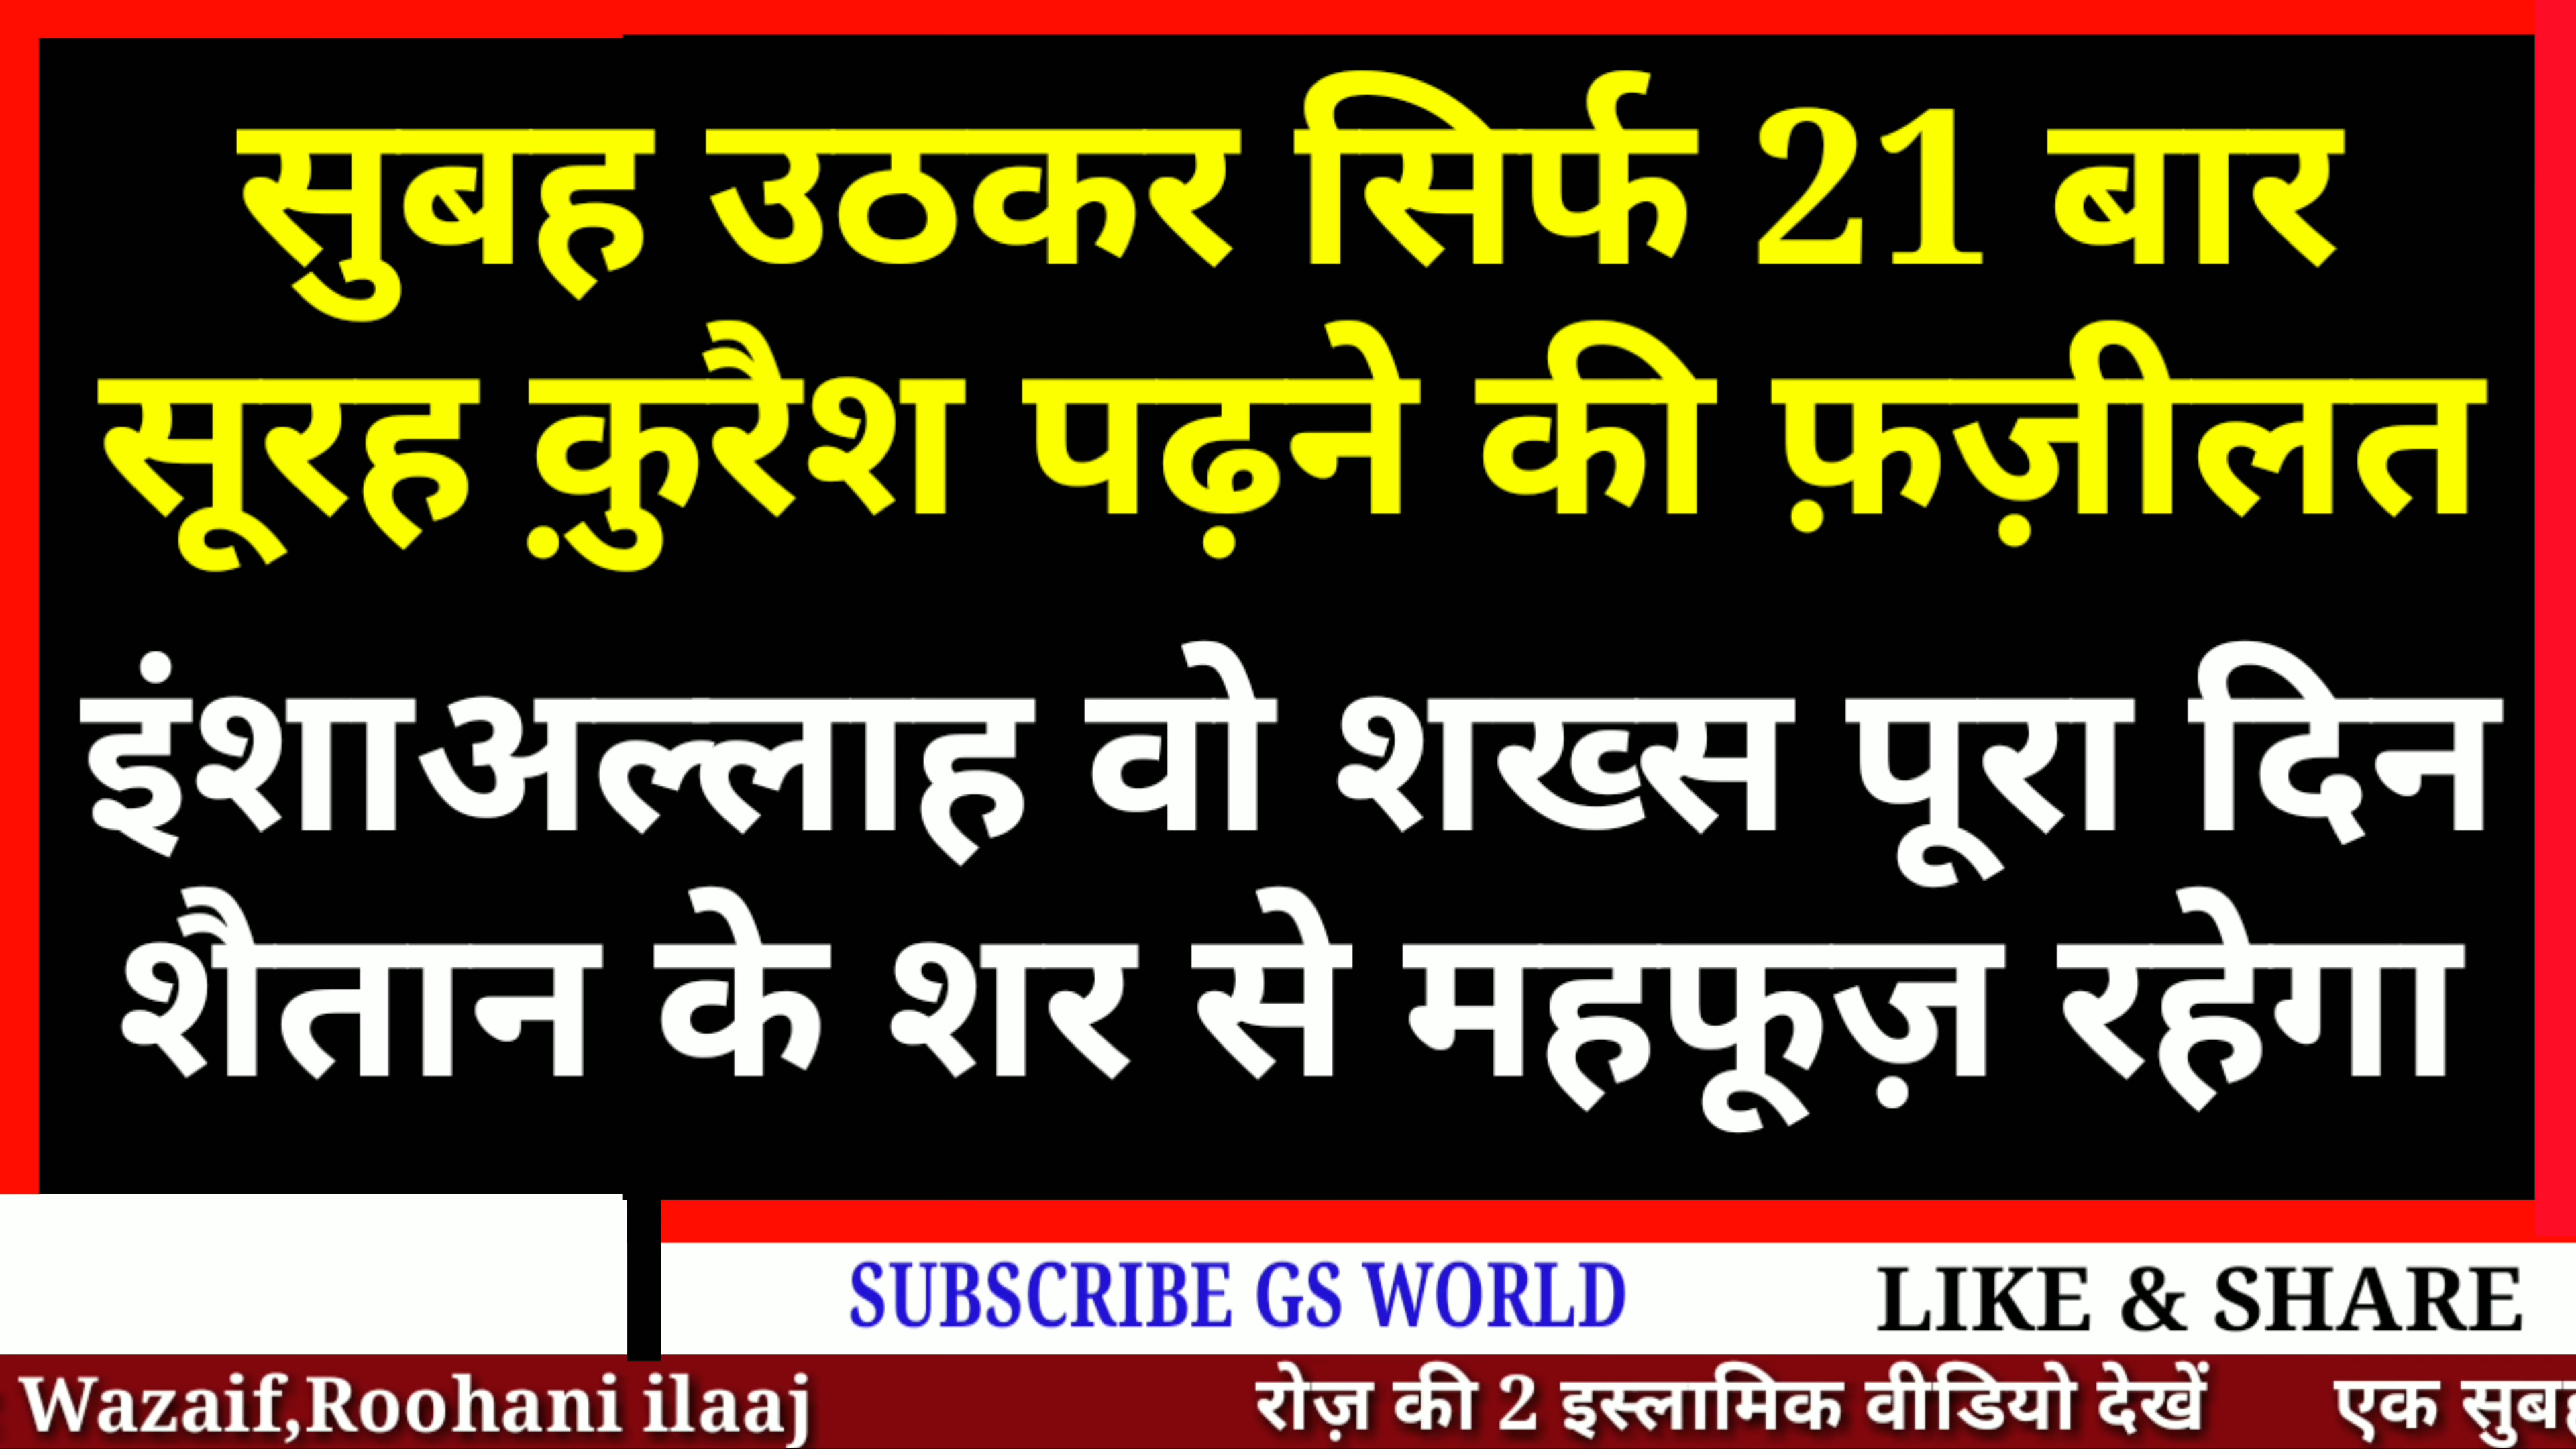 सुबह उठकर सिर्फ 21 बार
सूरह क़ुरैश पढ़ने की फ़ज़ीलत
इंशाअल्लाह वो शख्स पूरा दिन
शैतान के शर से महफूज़ रहेगा
SUBSCRIBE GS WORLD LIKE & SHARE
Wazaif,Roohani ilaaj रोज़ की 2 इस्लामिक वीडियो देखें एक